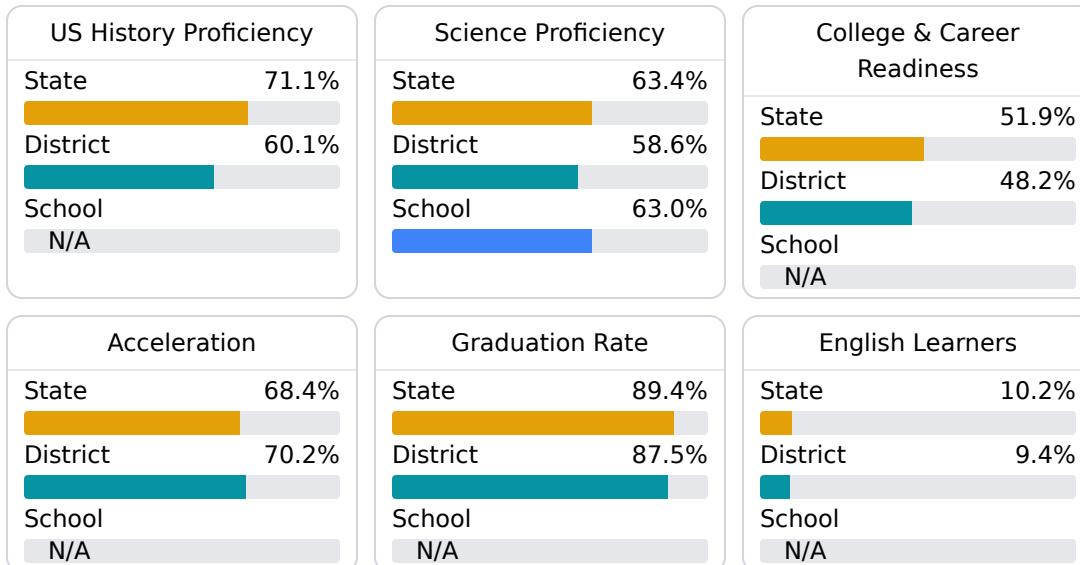 US History Proficiency
State 71.1%
District 60.1%
School
N/A
Science Proficiency
State 63.4%
District 58.6%
School 63.0%
College & Career
Readiness
State 51.9%
District 48.2%
School
N/A
Acceleration
State 68.4%
District 70.2%
School
N/A
Graduation Rate
State 89.4%
District 87.5%
School
N/A
English Learners
State 10.2%
District 9.4%
School
N/A